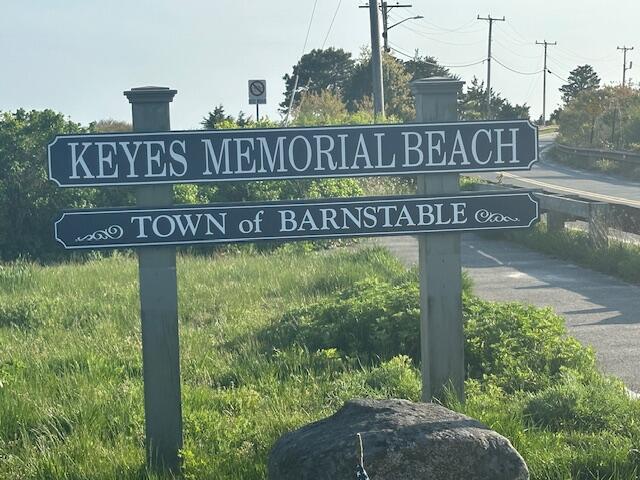 KEYES MEMORIAL BEACH
TOWN of BARNSTABLE